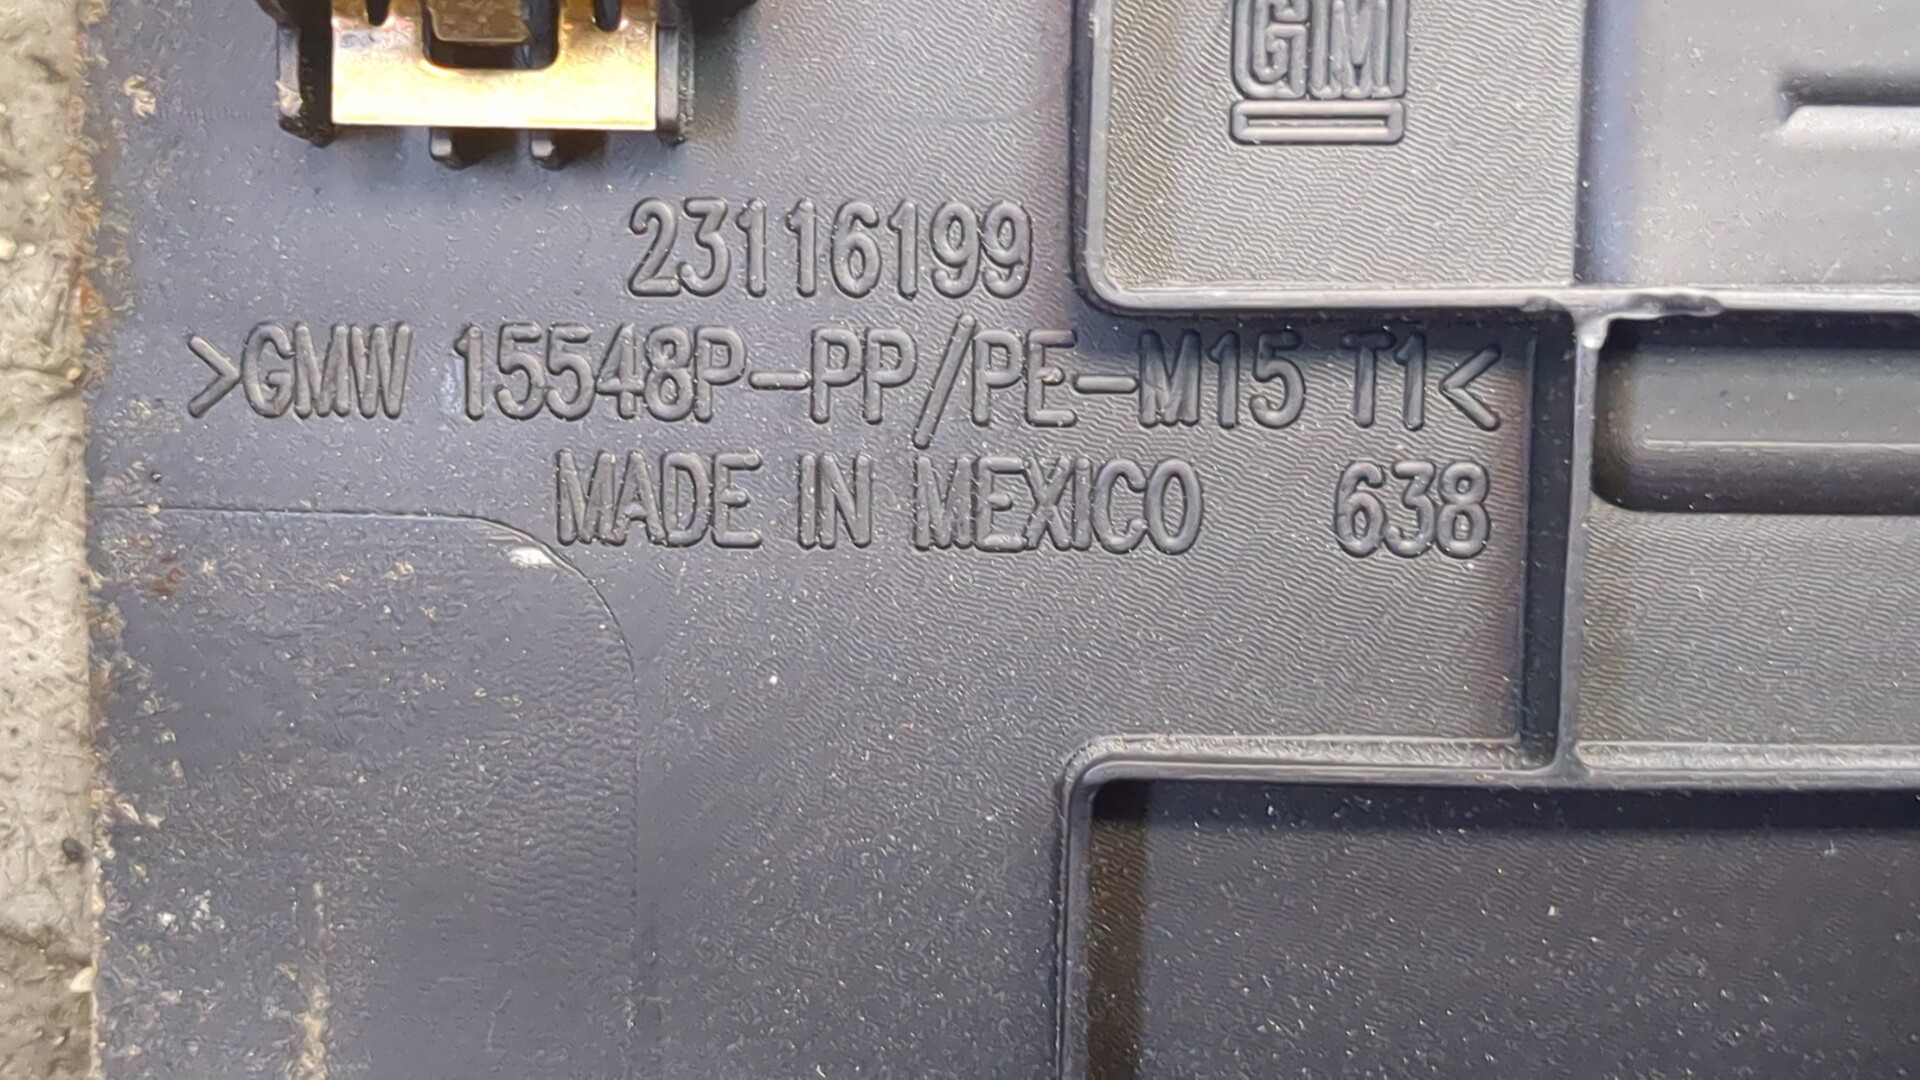 GM
23116199
>GMW 15548P-PP/PE-M15 T1<
MADE IN MEXICO 638